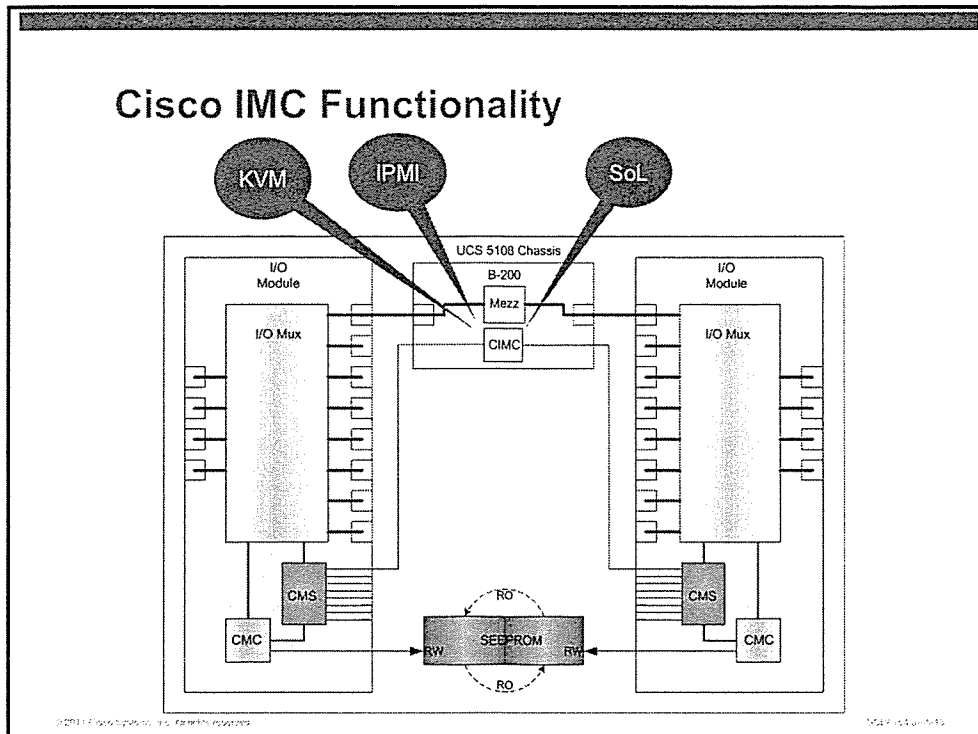 Cisco IMC Functionality
KVM
IPMI
SoL
UCS 5108 Chassis
I/O
Module
B-200
I/O
Module
Mezz
I/O Mux
I/O Mux
CIMC
CMS
CMS
RO
CMC
RW
SEEPROM
RW
CMC
RO